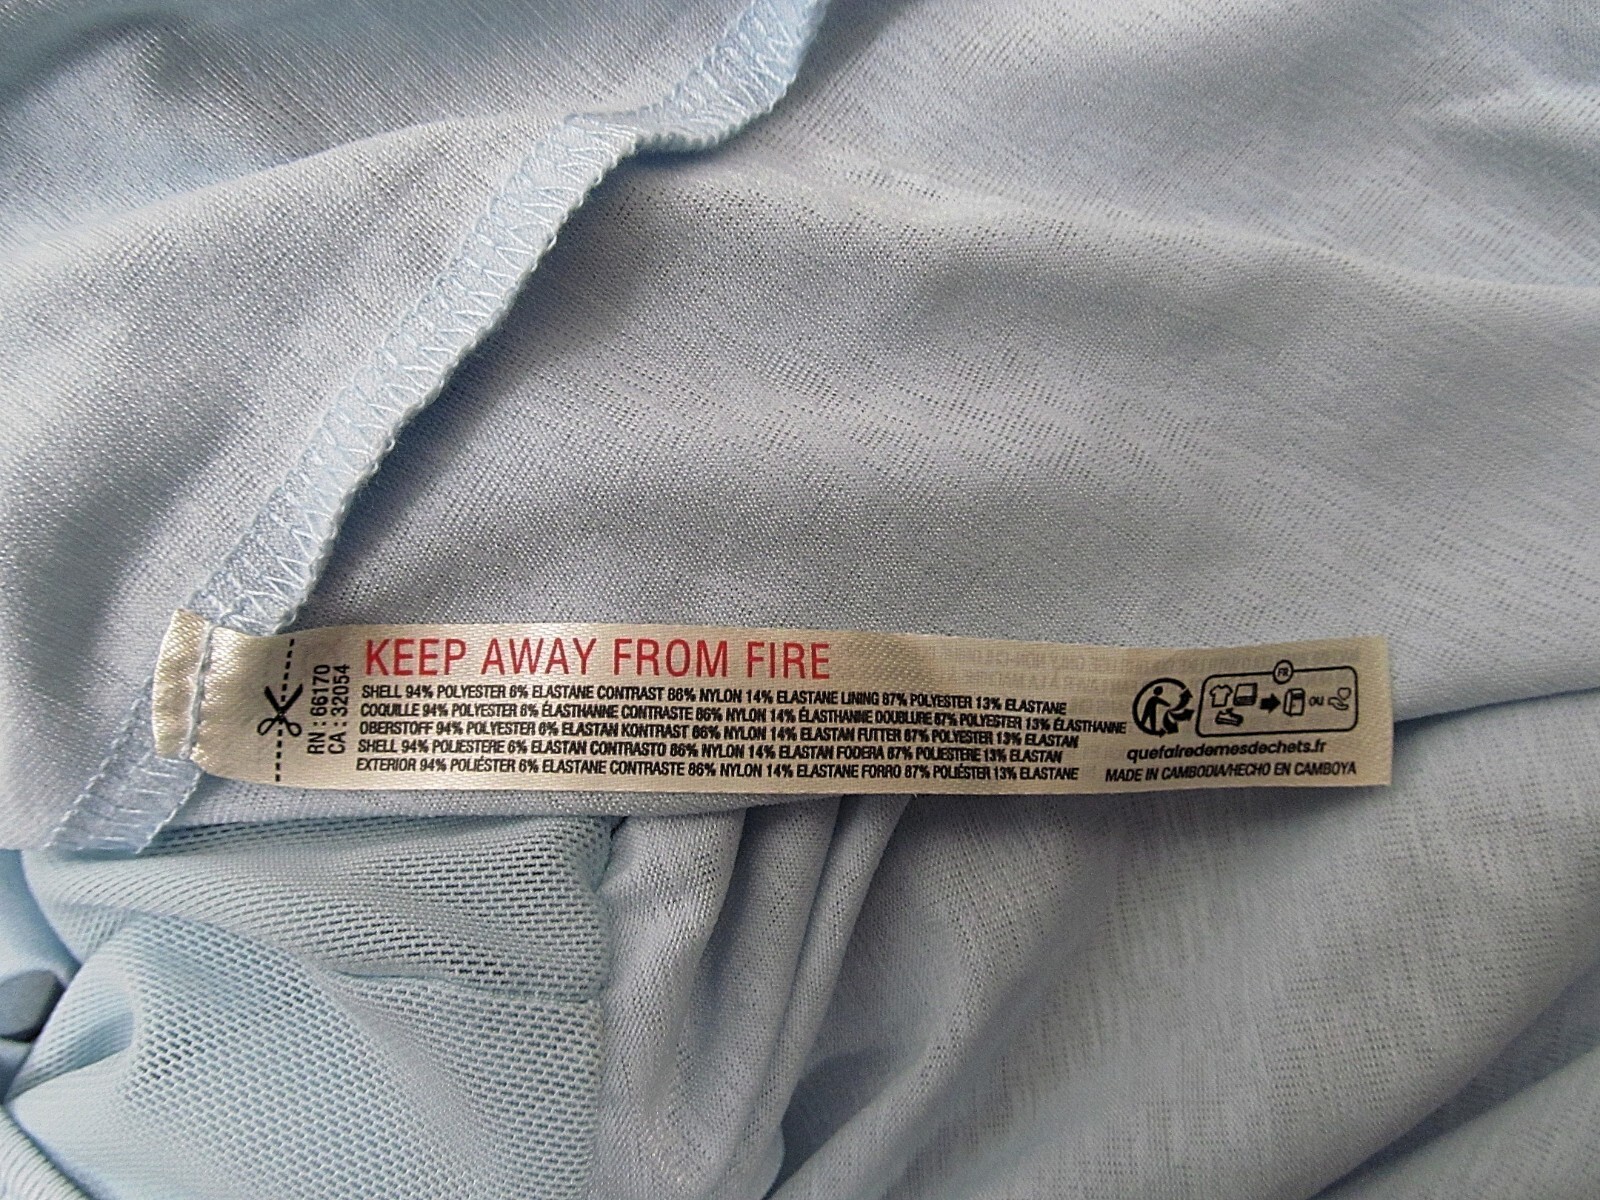 KEEP AWAY FROM FIRE
RN : 66170
CA : 32054
SHELL 94% POLYESTER 6% ELASTANE CONTRAST 86% NYLON 14% ELASTANE LINING 87% POLYESTER 13% ELASTANE
COQUILLE 94% POLYESTER 6% ÉLASTHANNE CONTRASTE 86% NYLON 14% ÉLASTHANNE DOUBLURE 87% POLYESTER 13% ÉLASTHANNE
OBERSTOFF 94% POLYESTER 6% ELASTAN KONTRAST 86% NYLON 14% ELASTAN FUTTER 87% POLYESTER 13% ELASTAN
SHELL 94% POLIESTERE 6% ELASTAN CONTRASTO 86% NYLON 14% ELASTAN FODERA 87% POLIESTERE 13% ELASTAN
EXTERIOR 94% POLIÉSTER 6% ELASTANE CONTRASTE 86% NYLON 14% ELASTANE FORRO 87% POLIÉSTER 13% ELASTANE
FR
OU
quefairedemesdechets.fr
MADE IN CAMBODIA/HECHO EN CAMBOYA